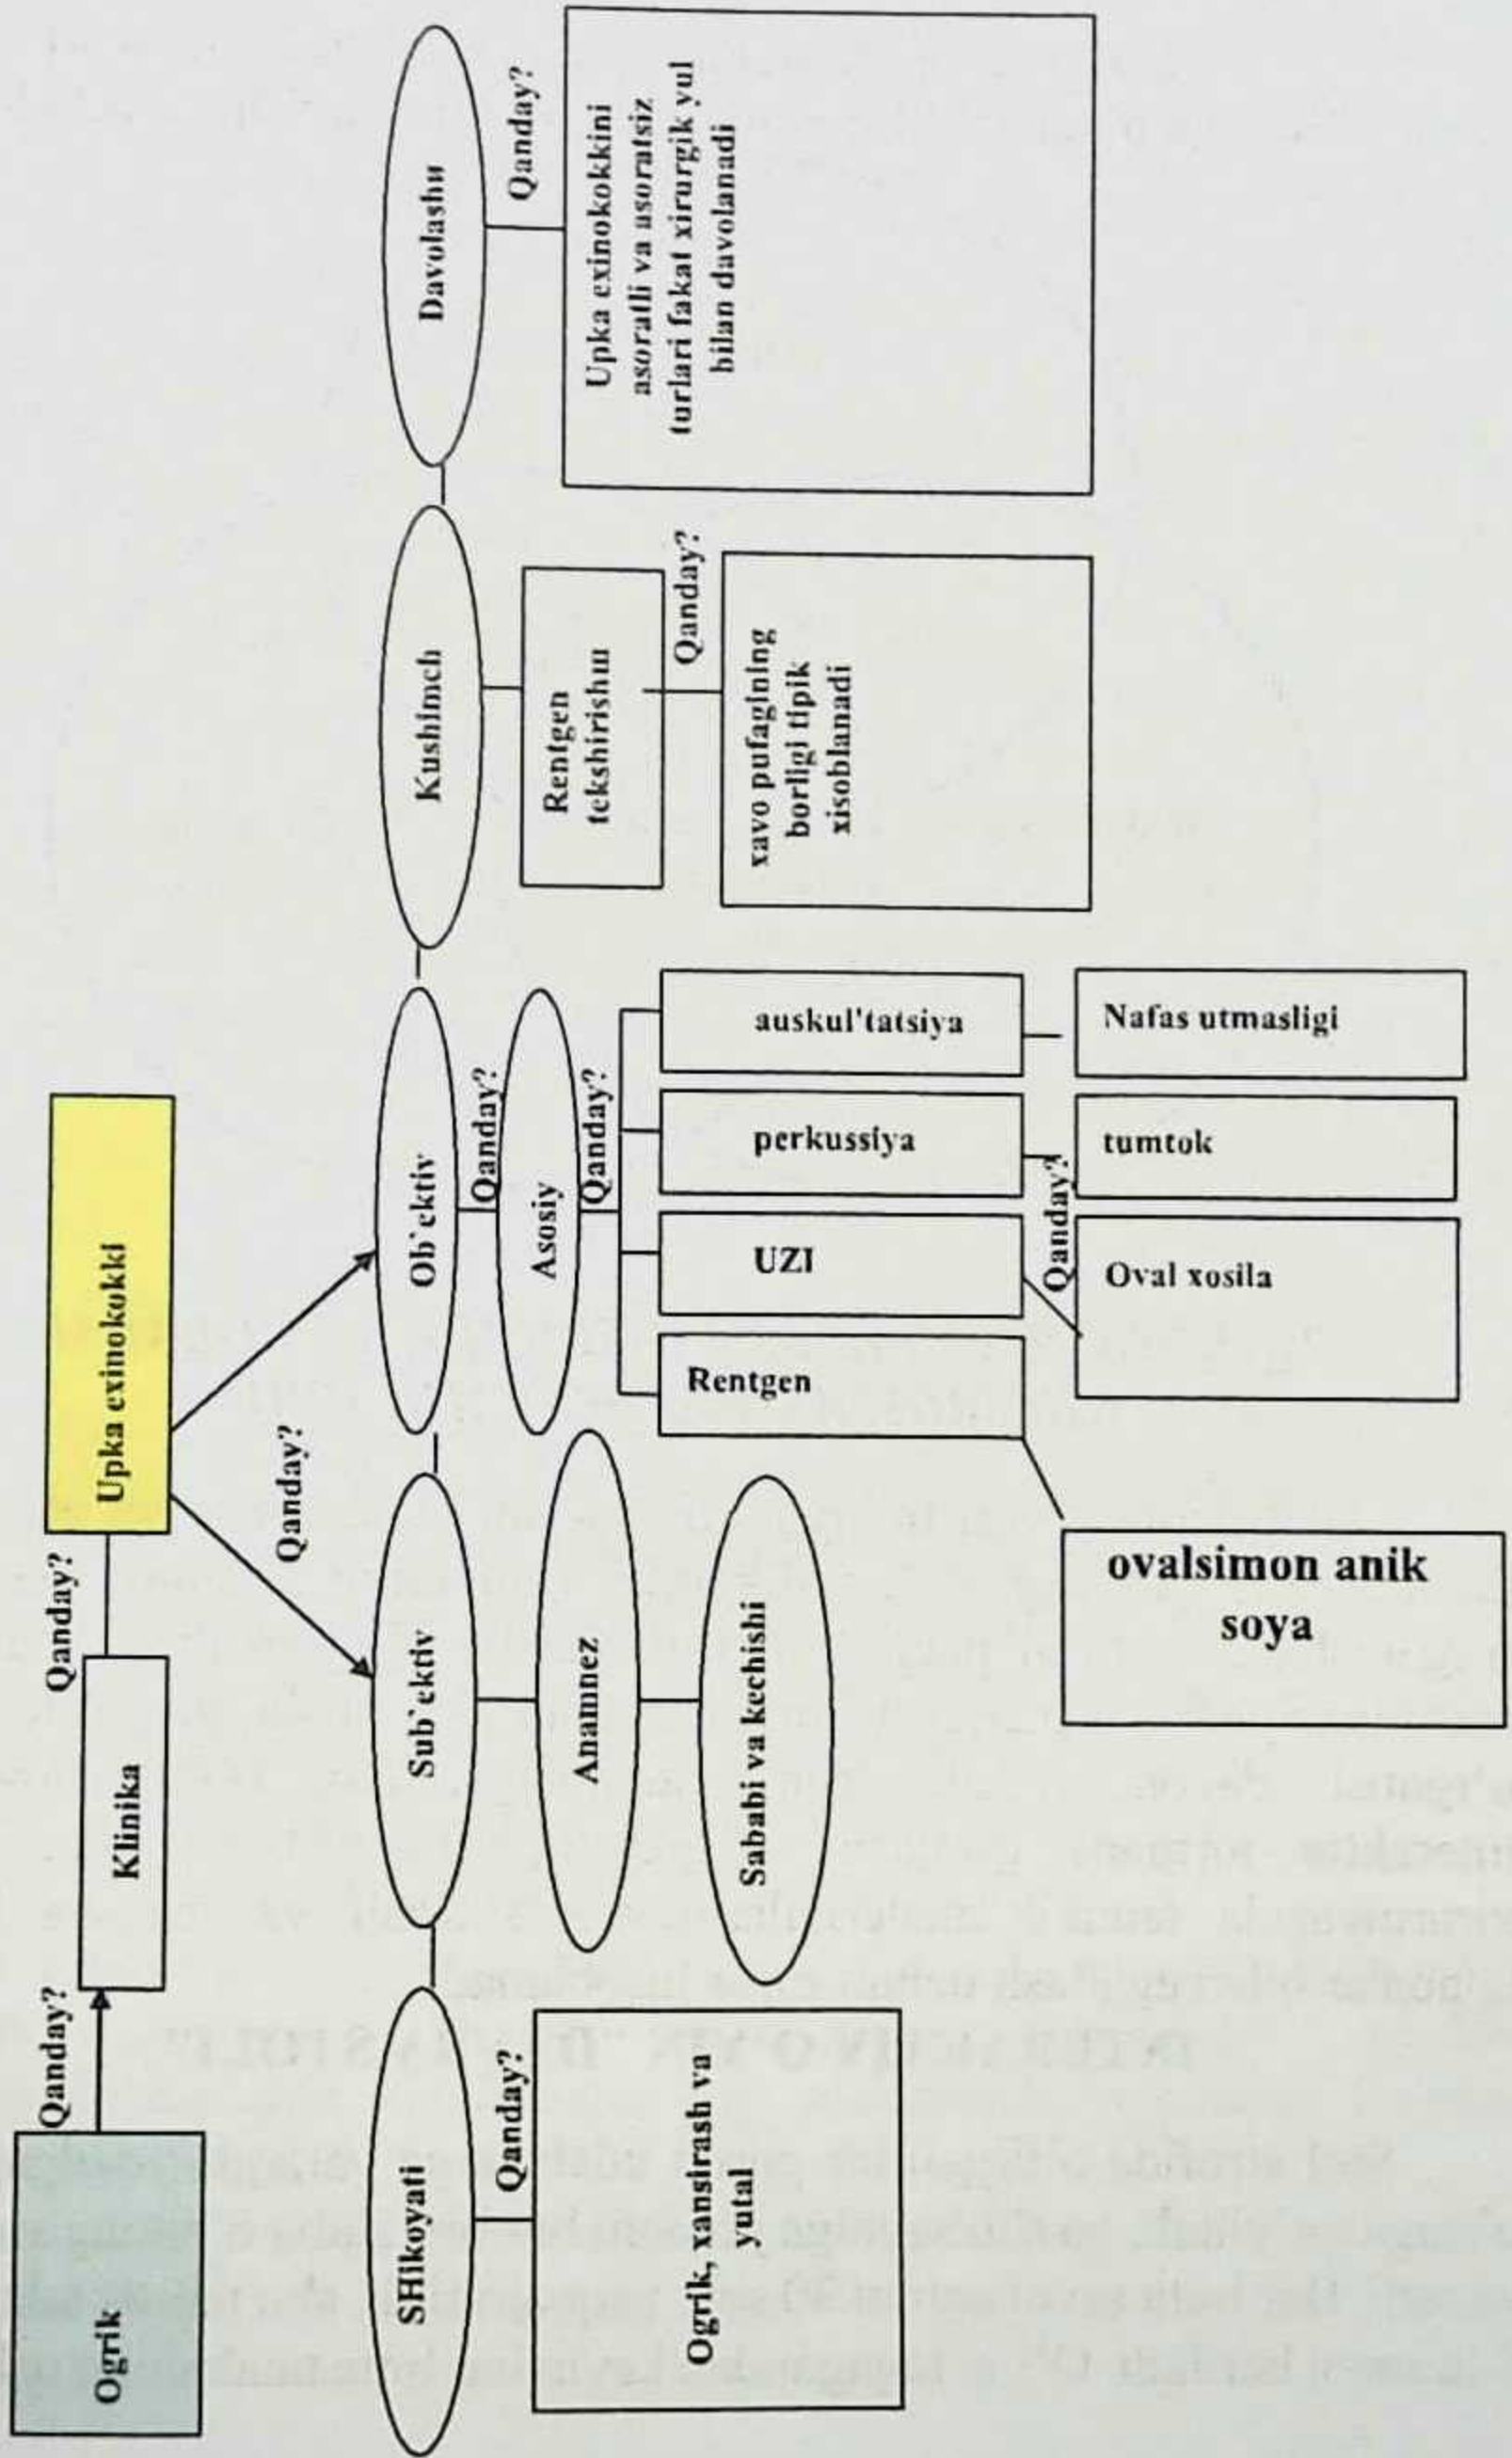 Ogrik
Qanday?
Klinika
Qanday?
Upka exinokokki
Qanday?
SHikoyati
Sub`ektiv
Ob`ektiv
Kushimch
Davolashu
Qanday?
Ogrik, xansirash va
yutal
Anamnez
Sababi va kechishi
Qanday?
Asosiy
Qanday?
Rentgen
UZI
perkussiya
auskul'tatsiya
Qanday?
ovalsimon anik
soya
Oval xosila
tumtok
Nafas utmasligi
Rentgen
tekshirishu
Qanday?
xavo pufagining
borligi tipik
xisoblanadi
Qanday?
Upka exinokokkini
asoratli va asoratsiz
turlari fakat xirurgik yul
bilan davolanadi